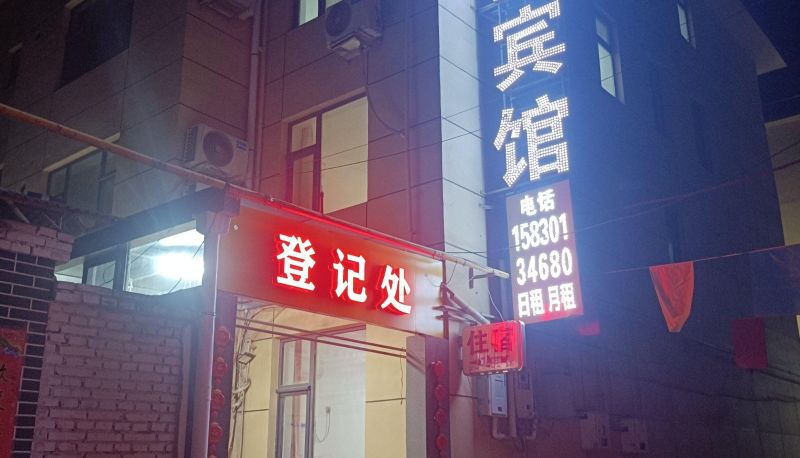 宾馆
电话
158301
34680
日租 月租
登记处
住宿